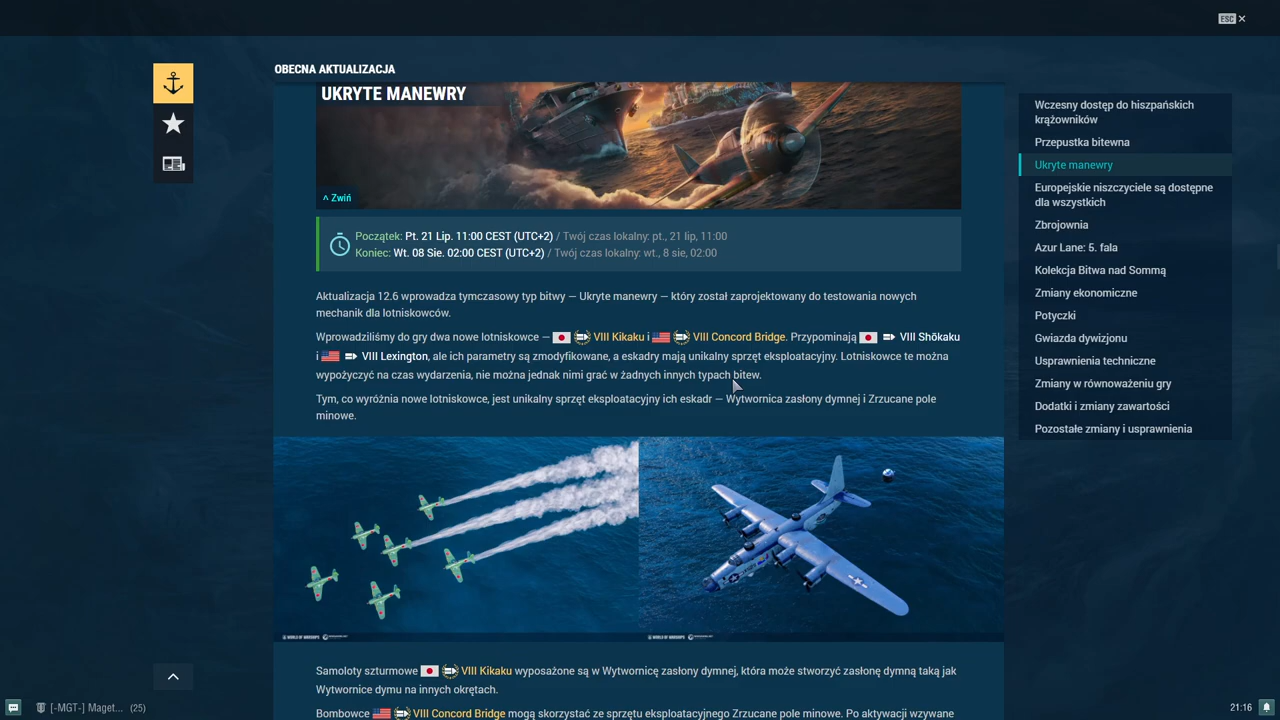 ESC
OBECNA AKTUALIZACJA
UKRYTE MANEWRY
^ Zwiń
Początek: Pt. 21 Lip. 11:00 CEST (UTC+2) / Twój czas lokalny: pt., 21 lip, 11:00
Koniec: Wt. 08 Sie. 02:00 CEST (UTC+2) / Twój czas lokalny: wt., 8 sie, 02:00
Aktualizacja 12.6 wprowadza tymczasowy typ bitwy — Ukryte manewry — który został zaprojektowany do testowania nowych
mechanik dla lotniskowców.
Wprowadziliśmy do gry dwa nowe lotniskowce — VIII Kikaku i VIII Concord Bridge. Przypominają VIII Shōkaku
i VIII Lexington, ale ich parametry są zmodyfikowane, a eskadry mają unikalny sprzęt eksploatacyjny. Lotniskowce te można
wypożyczyć na czas wydarzenia, nie można jednak nimi grać w żadnych innych typach bitew.
Tym, co wyróżnia nowe lotniskowce, jest unikalny sprzęt eksploatacyjny ich eskadr — Wytwornica zasłony dymnej i Zrzucane pole
minowe.
WORLD OF WARSHIPS WARGAMING.NET
WORLD OF WARSHIPS WARGAMING.NET
Samoloty szturmowe VIII Kikaku wyposażone są w Wytwornicę zasłony dymnej, która może stworzyć zasłonę dymną taką jak
Wytwornice dymu na innych okrętach.
Bombowce VIII Concord Bridge mogą skorzystać ze sprzętu eksploatacyjnego Zrzucane pole minowe. Po aktywacji wzywane
Wczesny dostęp do hiszpańskich
krążowników
Przepustka bitewna
Ukryte manewry
Europejskie niszczyciele są dostępne
dla wszystkich
Zbrojownia
Azur Lane: 5. fala
Kolekcja Bitwa nad Sommą
Zmiany ekonomiczne
Potyczki
Gwiazda dywizjonu
Usprawnienia techniczne
Zmiany w równoważeniu gry
Dodatki i zmiany zawartości
Pozostałe zmiany i usprawnienia
[-MGT-] Maget... (25)
21:16